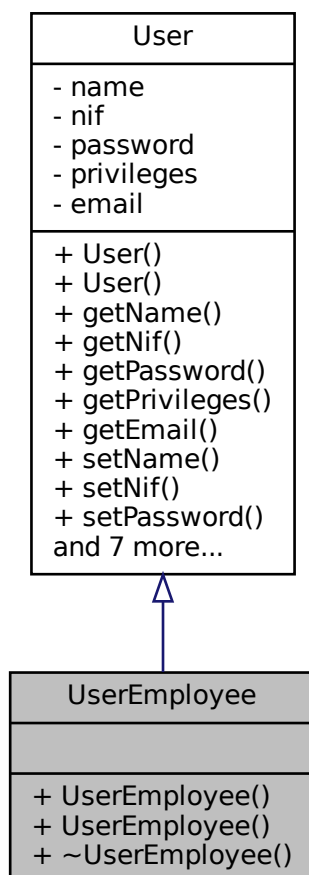 User
- name
- nif
- password
- privileges
- email
+ User()
+ User()
+ getName()
+ getNif()
+ getPassword()
+ getPrivileges()
+ getEmail()
+ setName()
+ setNif()
+ setPassword()
and 7 more...
UserEmployee
+ UserEmployee()
+ UserEmployee()
+ ~UserEmployee()